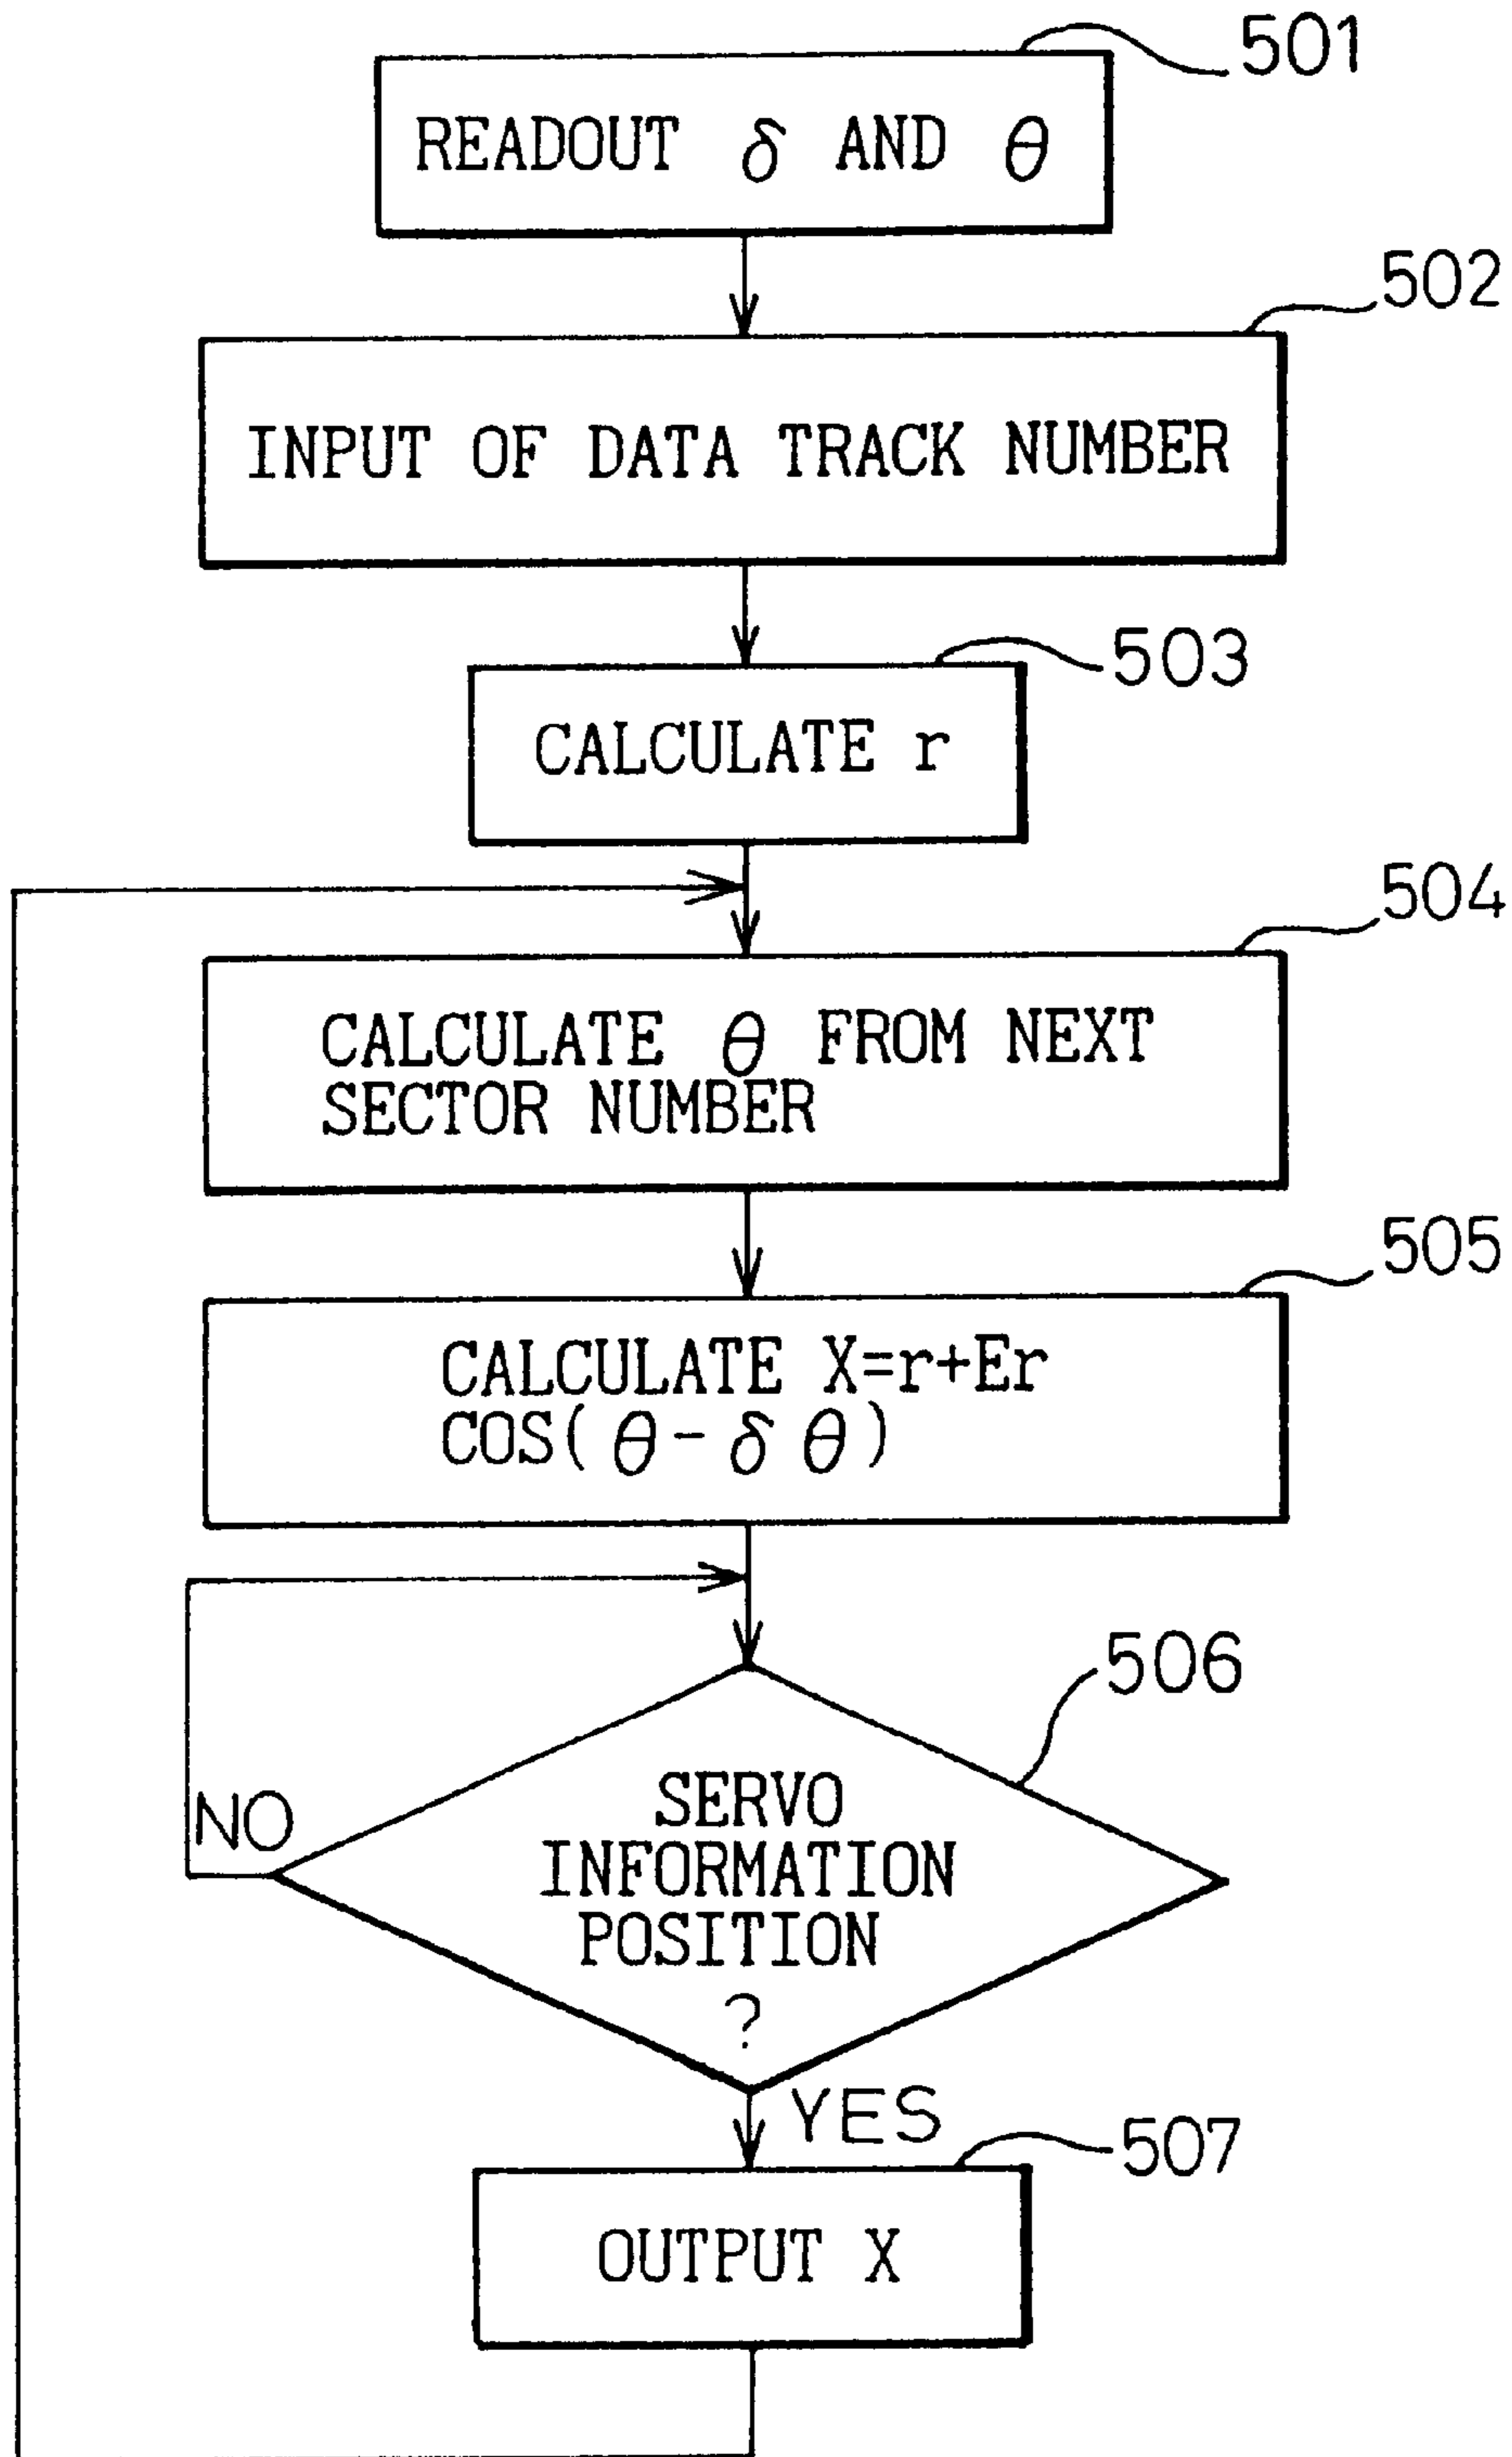 501
READOUT δ AND θ
502
INPUT OF DATA TRACK NUMBER
503
CALCULATE r
504
CALCULATE θ FROM NEXT
SECTOR NUMBER
505
CALCULATE X=r+Er
COS(θ-δθ)
506
SERVO
INFORMATION
POSITION
?
NO
YES
507
OUTPUT X